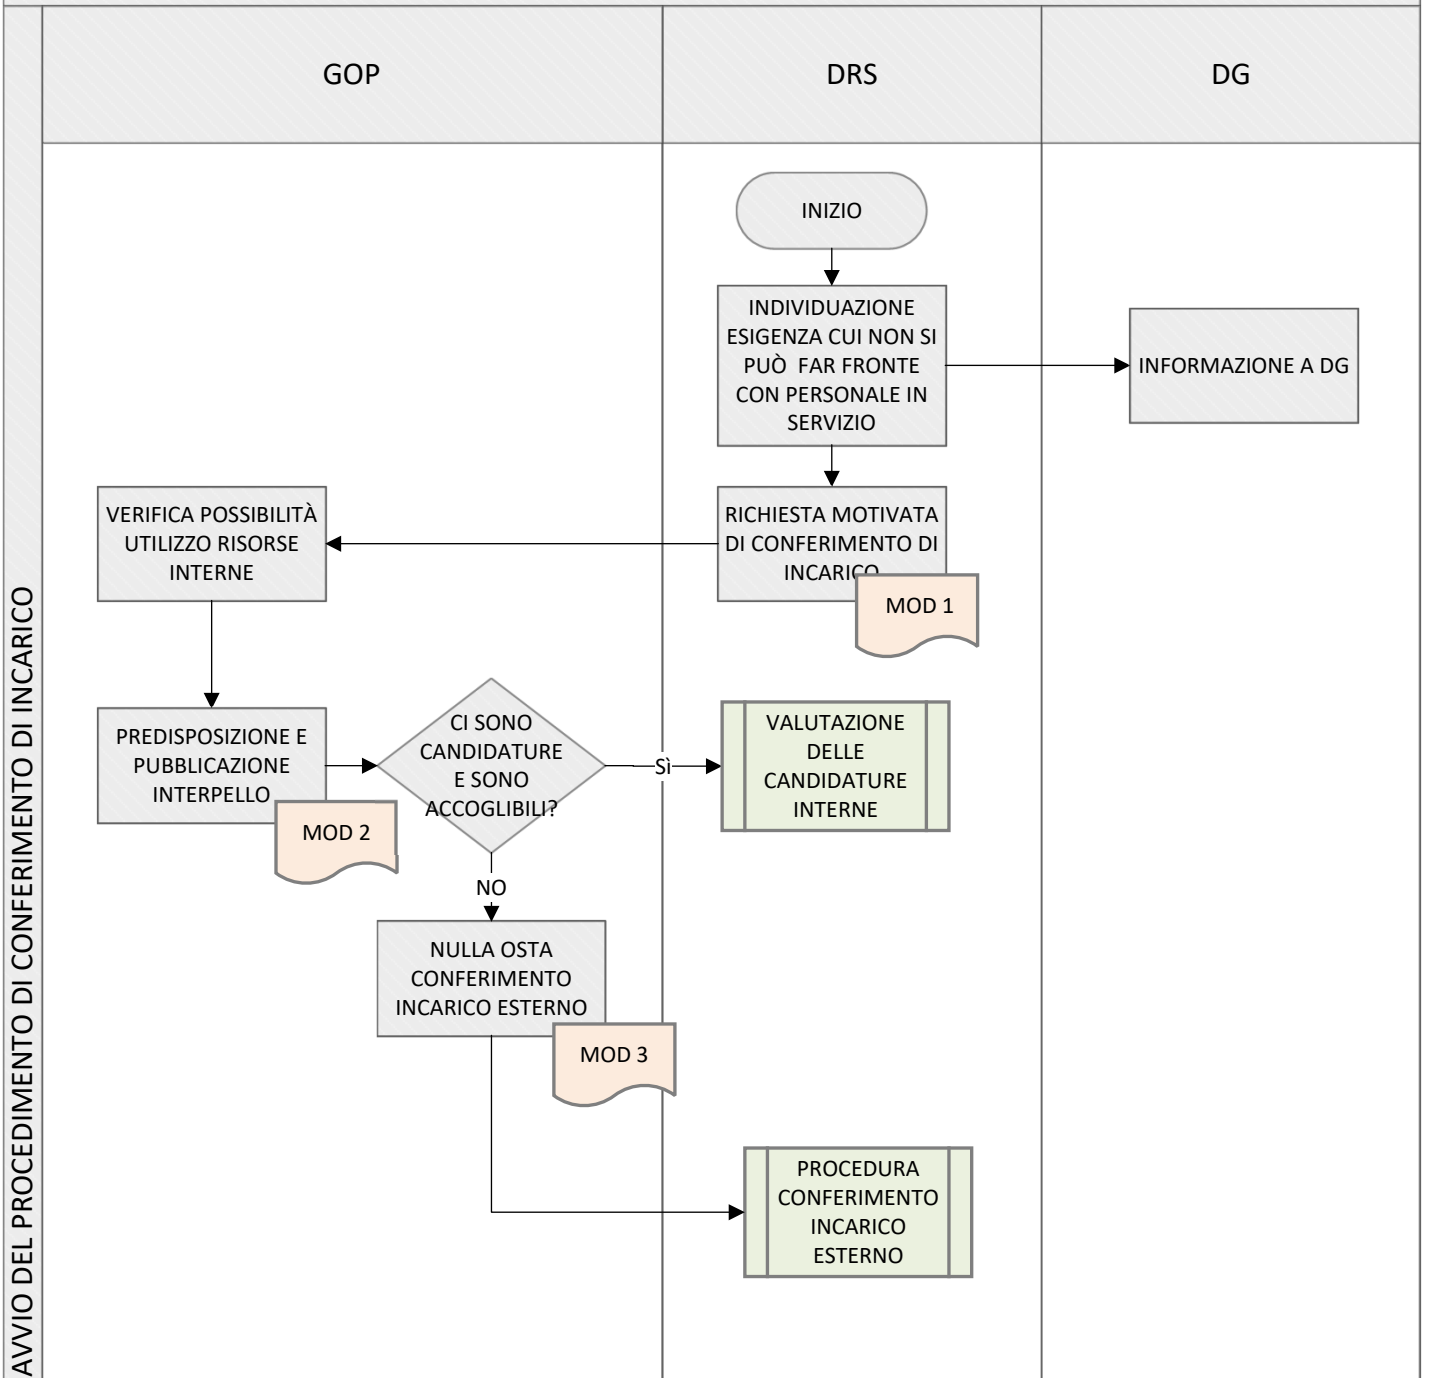 GOP
DRS
DG
AVVIO DEL PROCEDIMENTO DI CONFERIMENTO DI INCARICO
INIZIO
INDIVIDUAZIONE
ESIGENZA CUI NON SI
PUÒ FAR FRONTE
CON PERSONALE IN
SERVIZIO
INFORMAZIONE A DG
RICHIESTA MOTIVATA
DI CONFERIMENTO DI
INCARICO
MOD 1
VERIFICA POSSIBILITÀ
UTILIZZO RISORSE
INTERNE
PREDISPOSIZIONE E
PUBBLICAZIONE
INTERPELLO
MOD 2
CI SONO
CANDIDATURE
E SONO
ACCOGLIBILI?
Sì
VALUTAZIONE
DELLE
CANDIDATURE
INTERNE
NO
NULLA OSTA
CONFERIMENTO
INCARICO ESTERNO
MOD 3
PROCEDURA
CONFERIMENTO
INCARICO
ESTERNO